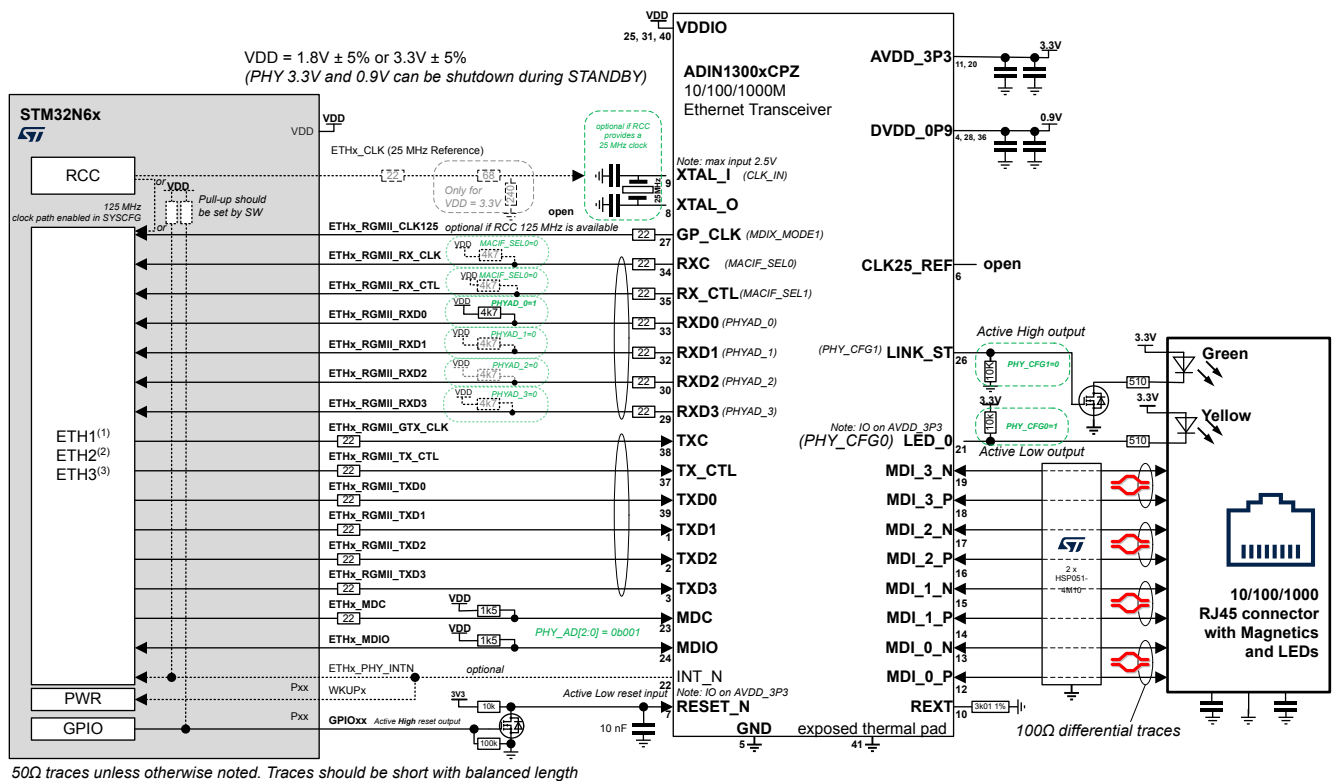 VDD = 1.8V ± 5% or 3.3V ± 5%
(PHY 3.3V and 0.9V can be shutdown during STANDBY)
STM32N6x
VDD
VDD
RCC
or
VDD
125 MHz
clock path enabled in SYSCFG
or
Pull-up should
be set by SW
ETH1(1)
ETH2(2)
ETH3(3)
PWR
GPIO
Pxx
Pxx
ETHx_CLK (25 MHz Reference)
22
68
240
Only for
VDD = 3.3V
open
optional if RCC
provides a
25 MHz clock
25MHz
ETHx_RGMII_CLK125 optional if RCC 125 MHz is available
22
ETHx_RGMII_RX_CLK
VDD
MACIF_SEL0=0
4k7
22
ETHx_RGMII_RX_CTL
VDD
MACIF_SEL0=0
4k7
22
ETHx_RGMII_RXD0
VDD
PHYAD_0=1
4k7
22
ETHx_RGMII_RXD1
VDD
PHYAD_1=0
4k7
22
ETHx_RGMII_RXD2
VDD
PHYAD_2=0
4k7
22
ETHx_RGMII_RXD3
VDD
PHYAD_3=0
4k7
22
ETHx_RGMII_GTX_CLK
22
ETHx_RGMII_TX_CTL
22
ETHx_RGMII_TXD0
22
ETHx_RGMII_TXD1
22
ETHx_RGMII_TXD2
22
ETHx_RGMII_TXD3
22
ETHx_MDC
22
VDD
1k5
ETHx_MDIO
VDD
1k5
PHY_AD[2:0] = 0b001
ETHx_PHY_INTN
optional
WKUPx
GPIOxx Active High reset output
3V3
10k
100k
Active Low reset input
10 nF
VDD
25, 31, 40
VDDIO
ADIN1300xCPZ
10/100/1000M
Ethernet Transceiver
Note: max input 2.5V
XTAL_I (CLK_IN)
9
XTAL_O
8
GP_CLK (MDIX_MODE1)
27
RXC (MACIF_SEL0)
34
RX_CTL (MACIF_SEL1)
35
RXD0 (PHYAD_0)
33
RXD1 (PHYAD_1)
32
RXD2 (PHYAD_2)
30
RXD3 (PHYAD_3)
29
TXC
38
TX_CTL
37
TXD0
39
TXD1
1
TXD2
2
TXD3
3
MDC
23
MDIO
24
INT_N
22
Note: IO on AVDD_3P3
RESET_N
7
GND
5
exposed thermal pad
41
AVDD_3P3
11, 20
3.3V
DVDD_0P9
4, 28, 36
0.9V
CLK25_REF
6
open
Active High output
(PHY_CFG1) LINK_ST
26
10K
PHY_CFG1=0
3.3V
10k
PHY_CFG0=1
Note: IO on AVDD_3P3
(PHY_CFG0) LED_0
21
Active Low output
3.3V
510
Green
3.3V
510
Yellow
MDI_3_N
19
MDI_3_P
18
MDI_2_N
17
MDI_2_P
16
MDI_1_N
15
MDI_1_P
14
MDI_0_N
13
MDI_0_P
12
REXT
10
3k01 1%
2 x
HSP051-
4M10
100Ω differential traces
10/100/1000
RJ45 connector
with Magnetics
and LEDs
50Ω traces unless otherwise noted. Traces should be short with balanced length